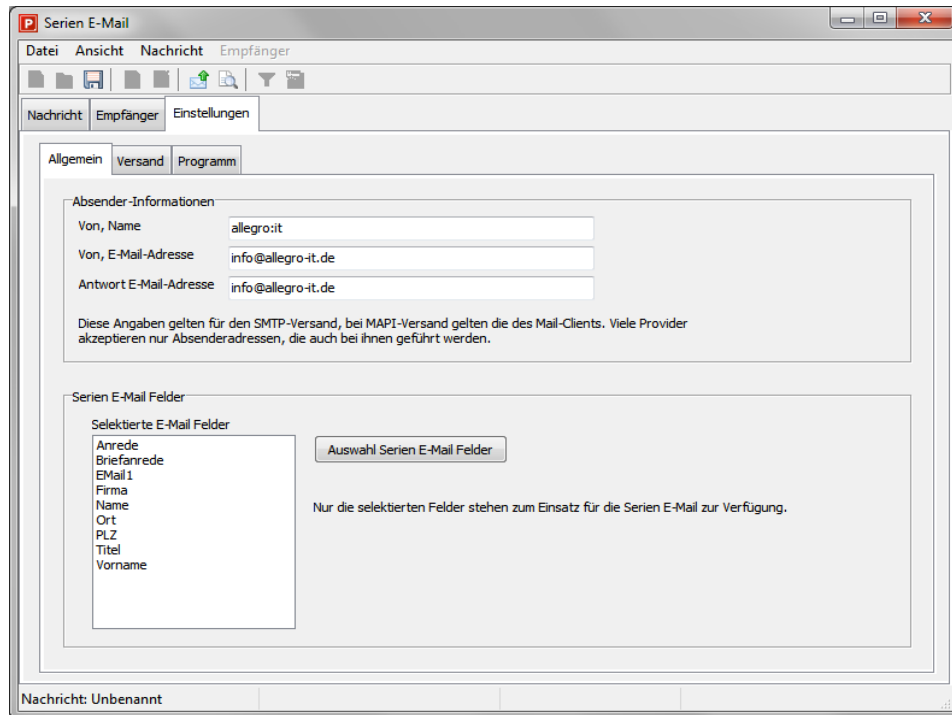 P Serien E-Mail
Datei Ansicht Nachricht Empfänger
Nachricht Empfänger Einstellungen
Allgemein Versand Programm
Absender-Informationen
Von, Name allegro:it
Von, E-Mail-Adresse info@allegro-it.de
Antwort E-Mail-Adresse info@allegro-it.de
Diese Angaben gelten für den SMTP-Versand, bei MAPI-Versand gelten die des Mail-Clients. Viele Provider
akzeptieren nur Absenderadressen, die auch bei ihnen geführt werden.
Serien E-Mail Felder
Selektierte E-Mail Felder
Anrede
Briefanrede
EMail1
Firma
Name
Ort
PLZ
Titel
Vorname
Auswahl Serien E-Mail Felder
Nur die selektierten Felder stehen zum Einsatz für die Serien E-Mail zur Verfügung.
Nachricht: Unbenannt